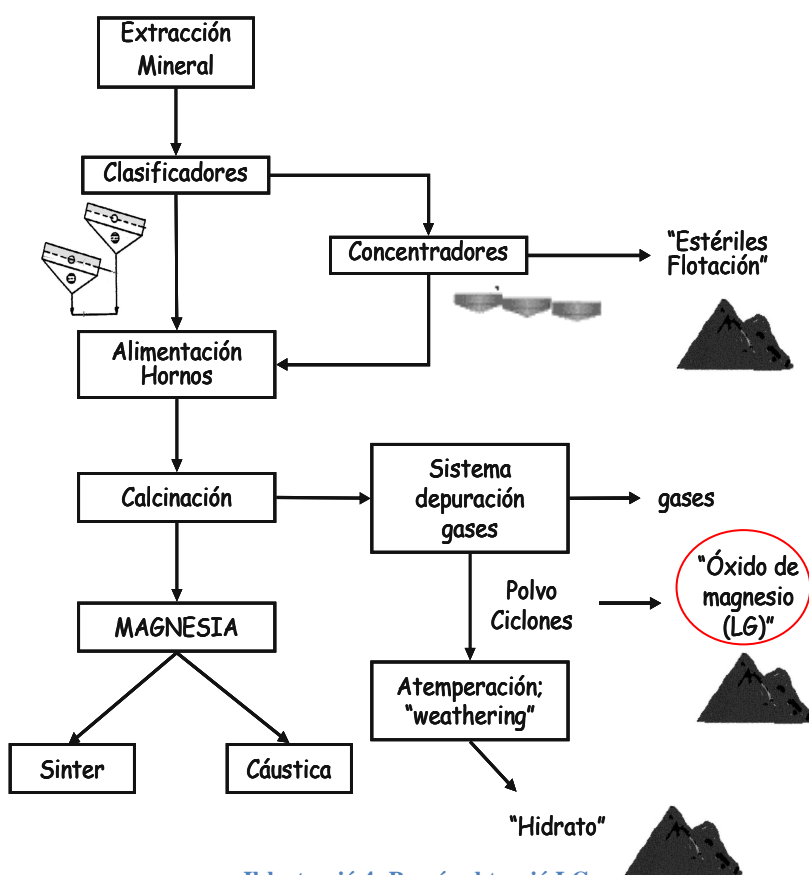 Extracción
Mineral
Clasificadores
Concentradores
“Estériles
Flotación”
Alimentación
Hornos
Calcinación
Sistema
depuración
gases
gases
Polvo
Ciclones
“Óxido de
magnesio
(LG)”
MAGNESIA
Atemperación;
“weathering”
Sinter
Cáustica
“Hidrato”